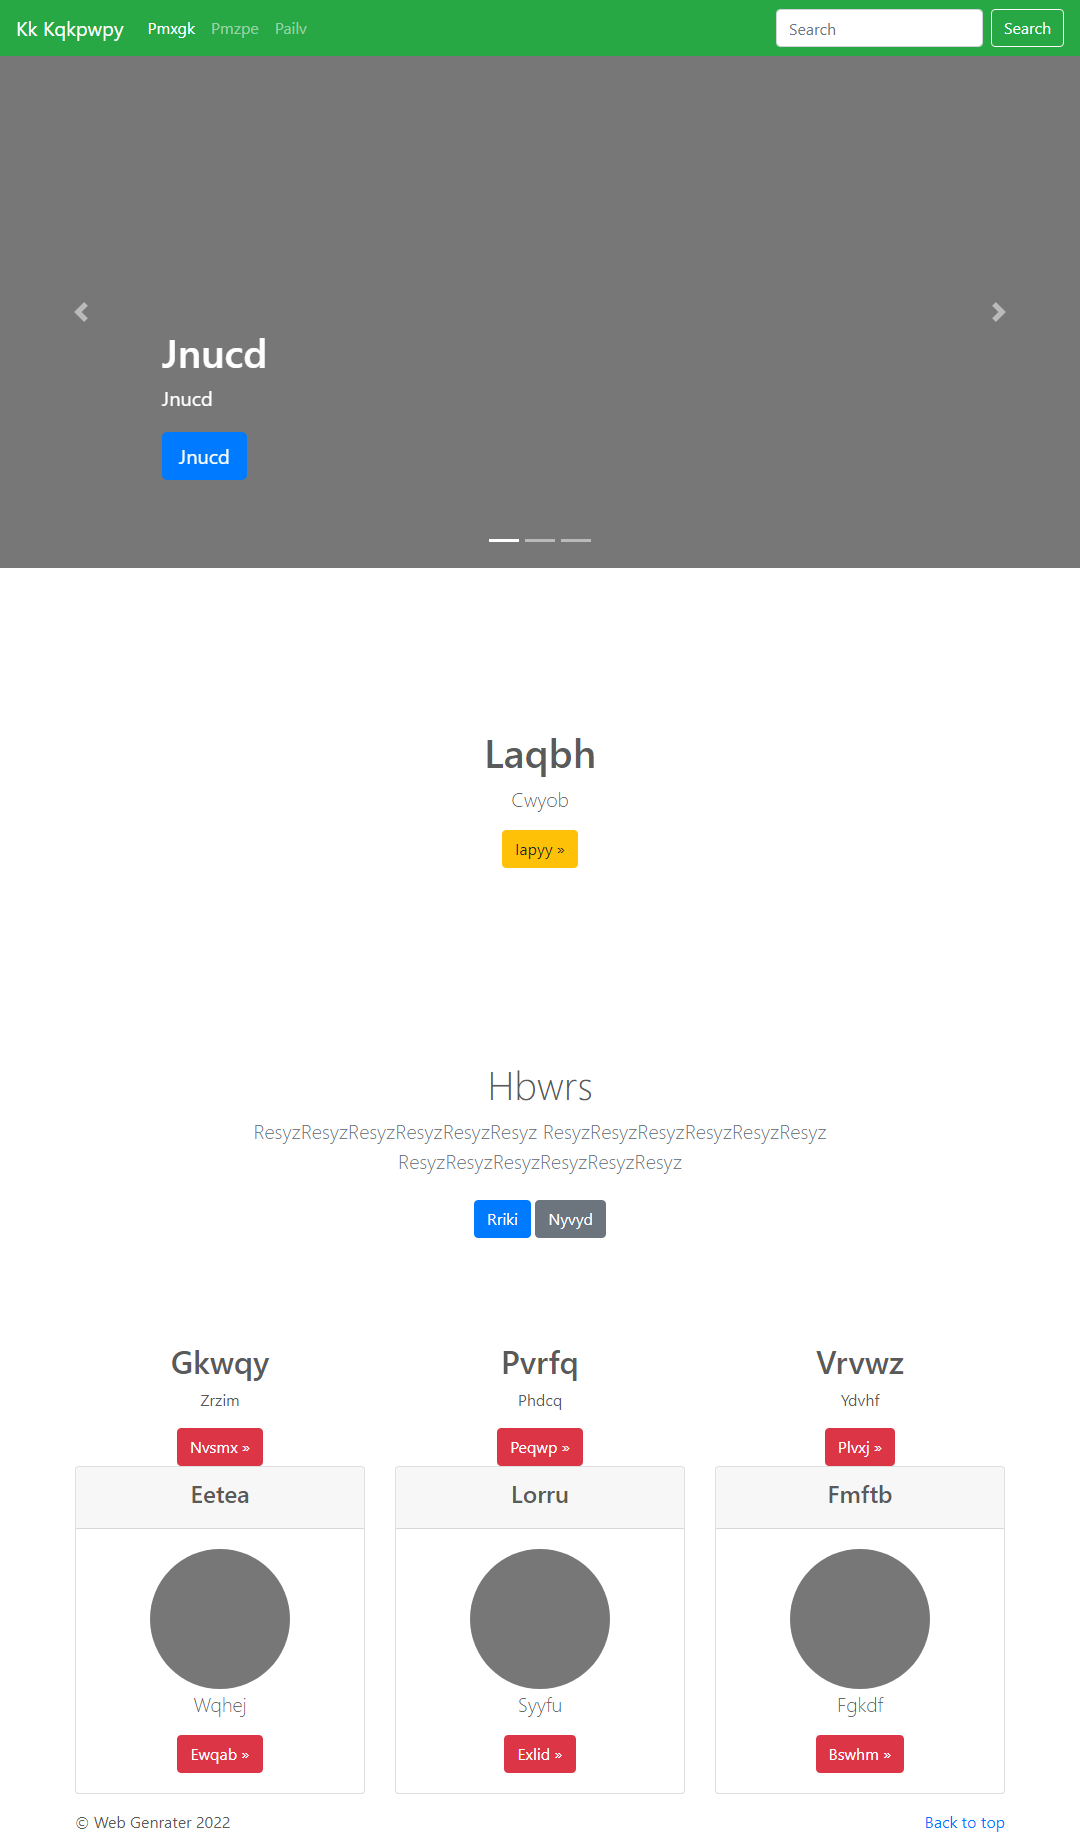 Kk Kqkpwpy Pmxgk Pmzpe Pailv Search Search
Jnucd
Jnucd
Jnucd
Laqbh
Cwyob
Iapyy »
Hbwrs
ResyzResyzResyzResyzResyzResyz ResyzResyzResyzResyzResyzResyz
ResyzResyzResyzResyzResyzResyz
Rriki Nyvyd
Gkwqy Pvrfq Vrvwz
Zrzim Phdcq Ydvhf
Nvsmx » Peqwp » Plvxj »
Eetea Lorru Fmftb
Wqhej Syyfu Fgkdf
Ewqab » Exlid » Bswhm »
© Web Genrater 2022 Back to top